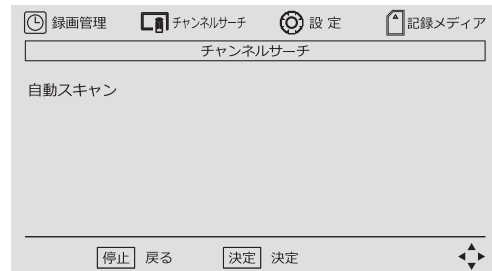 録画管理 チャンネルサーチ 設定 記録メディア
チャンネルサーチ
自動スキャン
停止 戻る 決定 決定